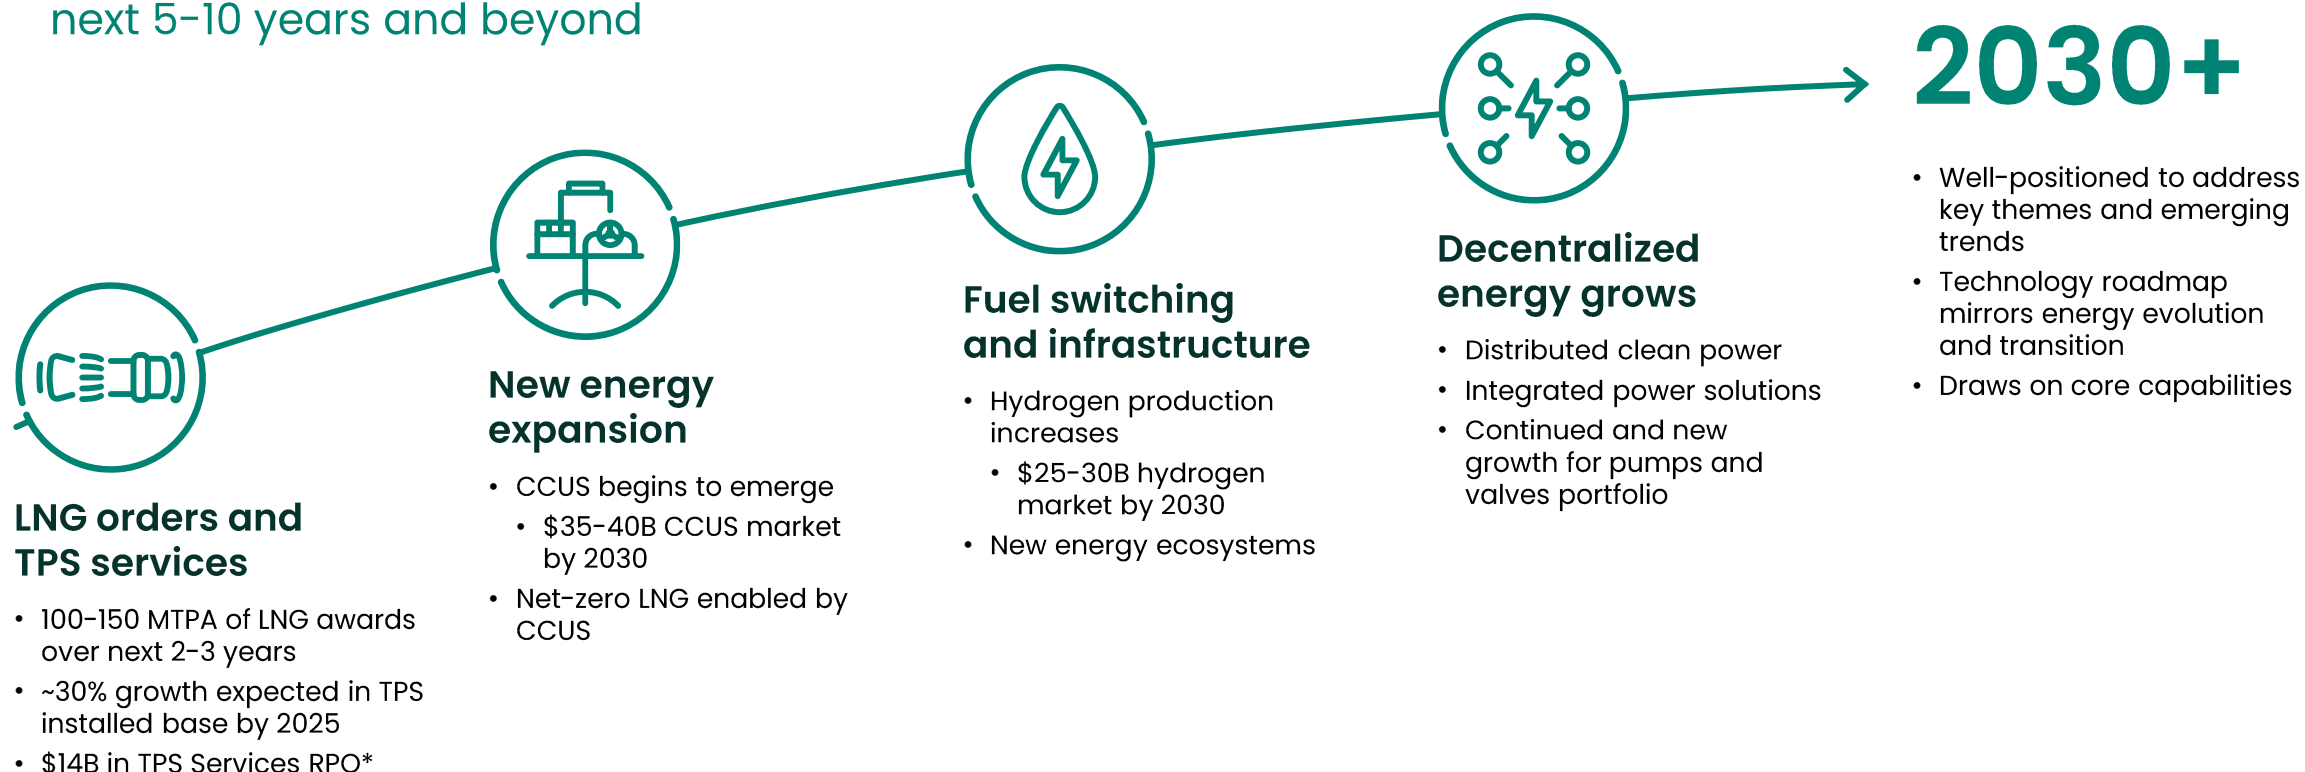 next 5-10 years and beyond
LNG orders and
TPS services
• 100-150 MTPA of LNG awards
over next 2-3 years
• ~30% growth expected in TPS
installed base by 2025
• $14B in TPS Services RPO*
New energy
expansion
• CCUS begins to emerge
• $35-40B CCUS market
by 2030
• Net-zero LNG enabled by
CCUS
Fuel switching
and infrastructure
• Hydrogen production
increases
• $25-30B hydrogen
market by 2030
• New energy ecosystems
Decentralized
energy grows
• Distributed clean power
• Integrated power solutions
• Continued and new
growth for pumps and
valves portfolio
2030+
• Well-positioned to address
key themes and emerging
trends
• Technology roadmap
mirrors energy evolution
and transition
• Draws on core capabilities